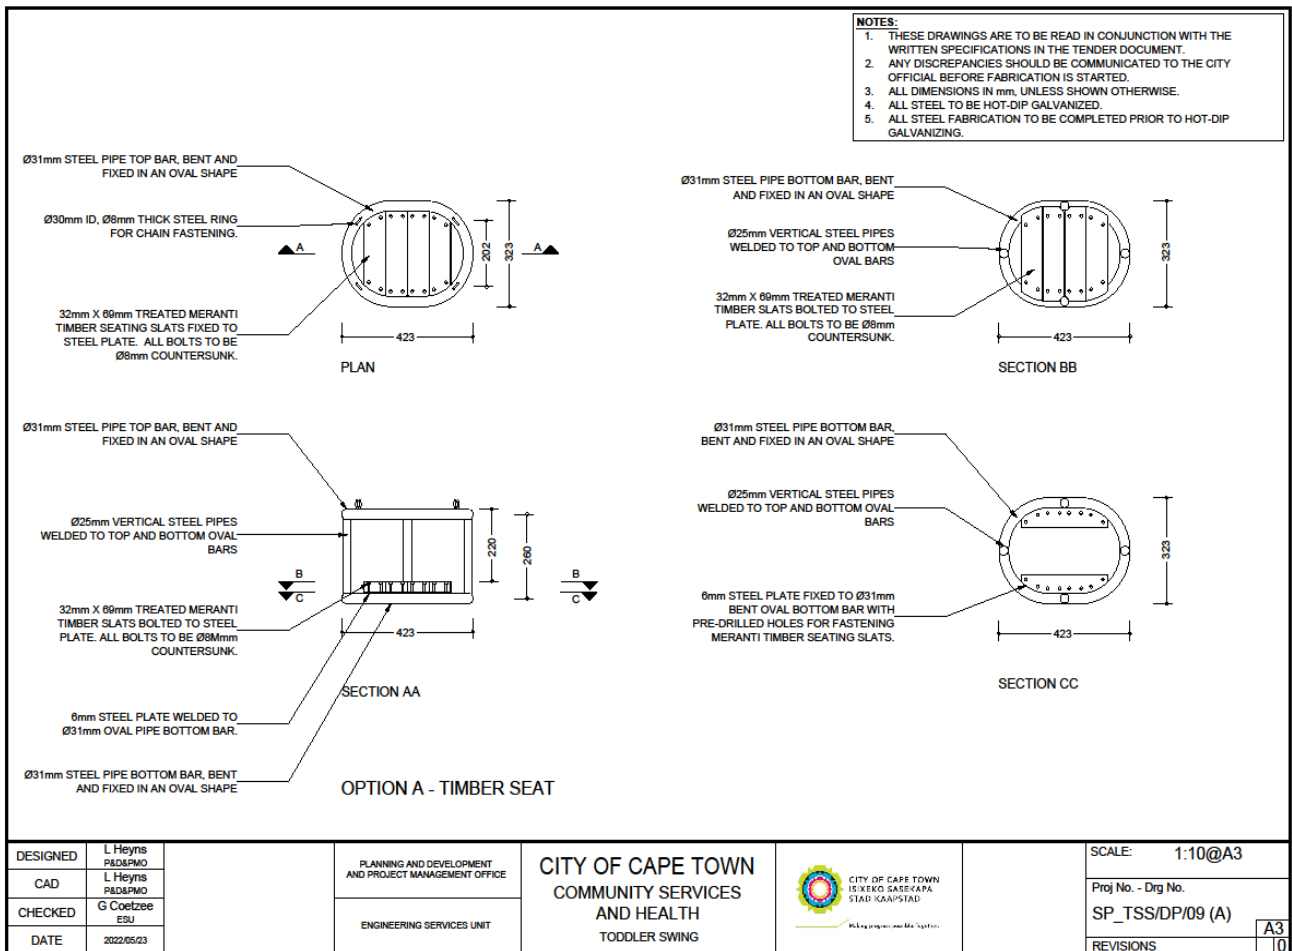 NOTES:
1. THESE DRAWINGS ARE TO BE READ IN CONJUNCTION WITH THE
WRITTEN SPECIFICATIONS IN THE TENDER DOCUMENT.
2. ANY DISCREPANCIES SHOULD BE COMMUNICATED TO THE CITY
OFFICIAL BEFORE FABRICATION IS STARTED.
3. ALL DIMENSIONS IN mm, UNLESS SHOWN OTHERWISE.
4. ALL STEEL TO BE HOT-DIP GALVANIZED.
5. ALL STEEL FABRICATION TO BE COMPLETED PRIOR TO HOT-DIP
GALVANIZING.
Ø31mm STEEL PIPE TOP BAR, BENT AND
FIXED IN AN OVAL SHAPE
Ø30mm ID, Ø8mm THICK STEEL RING
FOR CHAIN FASTENING.
A
A
202
323
32mm X 69mm TREATED MERANTI
TIMBER SEATING SLATS FIXED TO
STEEL PLATE. ALL BOLTS TO BE
Ø8mm COUNTERSUNK.
423
PLAN
Ø31mm STEEL PIPE BOTTOM BAR, BENT
AND FIXED IN AN OVAL SHAPE
Ø25mm VERTICAL STEEL PIPES
WELDED TO TOP AND BOTTOM
OVAL BARS
323
32mm X 69mm TREATED MERANTI
TIMBER SLATS BOLTED TO STEEL
PLATE. ALL BOLTS TO BE Ø8mm
COUNTERSUNK.
423
SECTION BB
Ø31mm STEEL PIPE TOP BAR, BENT AND
FIXED IN AN OVAL SHAPE
Ø25mm VERTICAL STEEL PIPES
WELDED TO TOP AND BOTTOM OVAL
BARS
220
260
B
C
B
C
32mm X 69mm TREATED MERANTI
TIMBER SLATS BOLTED TO STEEL
PLATE. ALL BOLTS TO BE Ø8Mmm
COUNTERSUNK.
423
SECTION AA
6mm STEEL PLATE WELDED TO
Ø31mm OVAL PIPE BOTTOM BAR.
Ø31mm STEEL PIPE BOTTOM BAR, BENT
AND FIXED IN AN OVAL SHAPE
Ø31mm STEEL PIPE BOTTOM BAR,
BENT AND FIXED IN AN OVAL SHAPE
Ø25mm VERTICAL STEEL PIPES
WELDED TO TOP AND BOTTOM OVAL
BARS
323
6mm STEEL PLATE FIXED TO Ø31mm
BENT OVAL BOTTOM BAR WITH
PRE-DRILLED HOLES FOR FASTENING
MERANTI TIMBER SEATING SLATS.
423
SECTION CC
OPTION A - TIMBER SEAT
DESIGNED
L Heyns
P&D&PMO
CAD
L Heyns
P&D&PMO
CHECKED
G Coetzee
ESU
DATE
2022/05/23
PLANNING AND DEVELOPMENT
AND PROJECT MANAGEMENT OFFICE
ENGINEERING SERVICES UNIT
CITY OF CAPE TOWN
COMMUNITY SERVICES
AND HEALTH
TODDLER SWING
CITY OF CAPE TOWN
ISIXEKO SASEKAPA
STAD KAAPSTAD
Making progress possible. Together.
SCALE: 1:10@A3
Proj No. - Drg No.
SP_TSS/DP/09 (A)
A3
REVISIONS 0